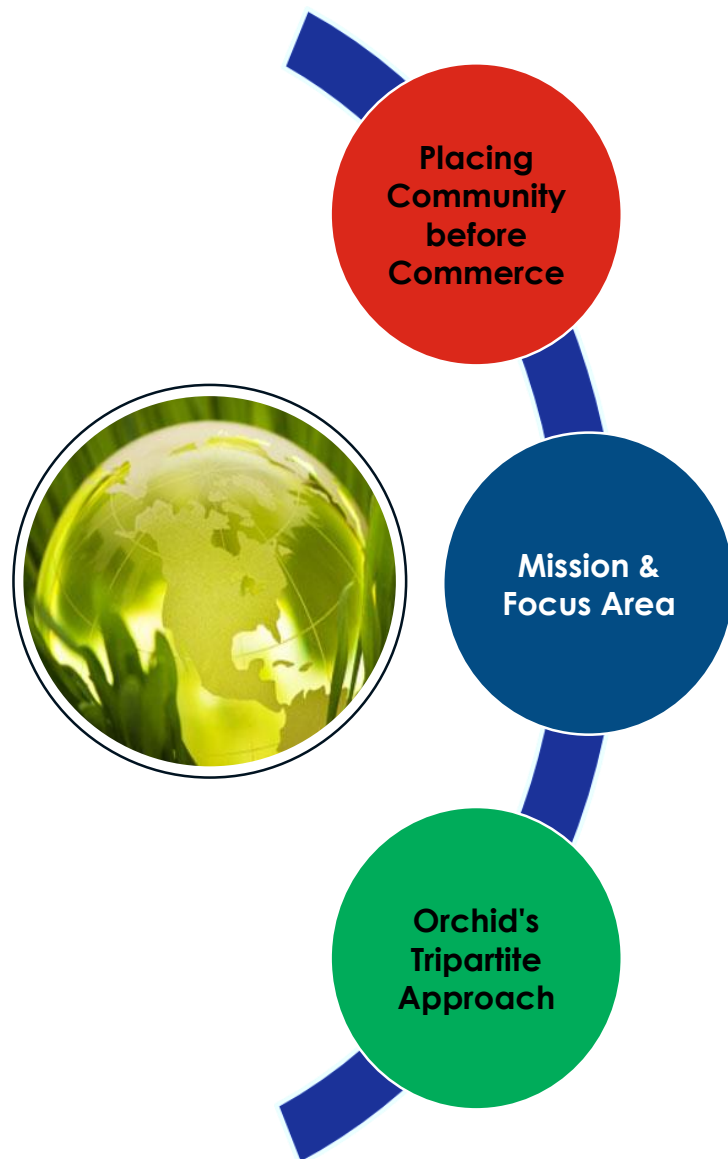 Placing
Community
before
Commerce
Mission &
Focus Area
Orchid's
Tripartite
Approach